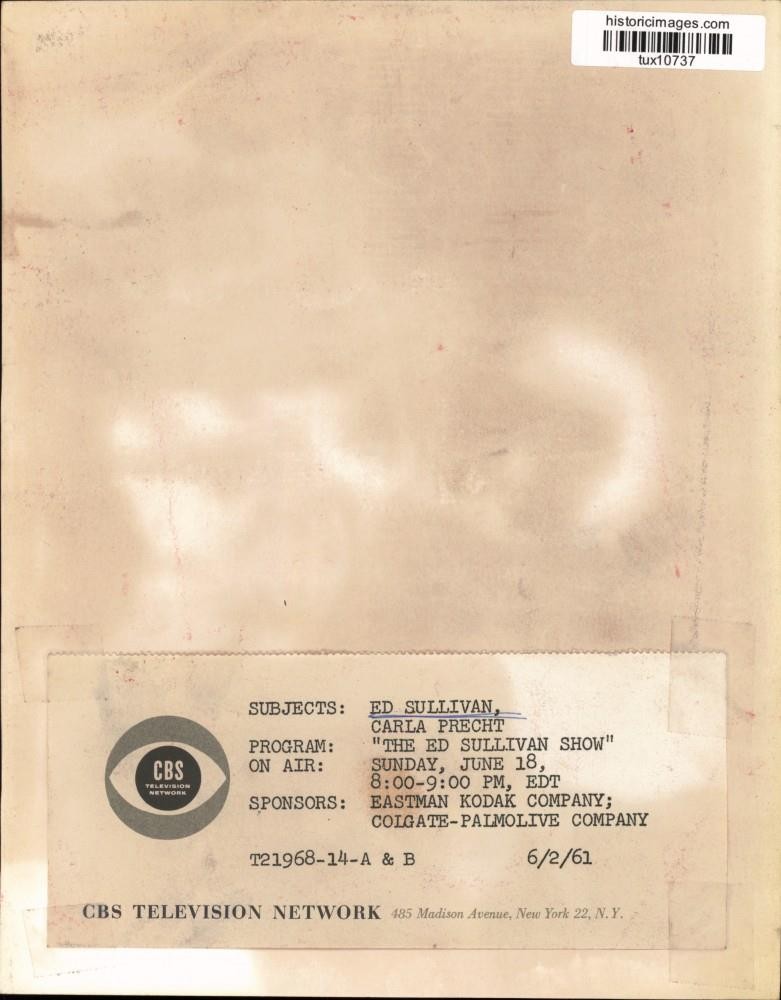 historicimages.com
tux10737
SUBJECTS: ED SULLIVAN,
CARLA PRECHT
PROGRAM: "THE ED SULLIVAN SHOW"
ON AIR: SUNDAY, JUNE 18,
8:00-9:00 PM, EDT
SPONSORS: EASTMAN KODAK COMPANY;
COLGATE-PALMOLIVE COMPANY
CBS
TELEVISION
NETWORK
T21968-14-A & B 6/2/61
CBS TELEVISION NETWORK 485 Madison Avenue, New York 22, N.Y.